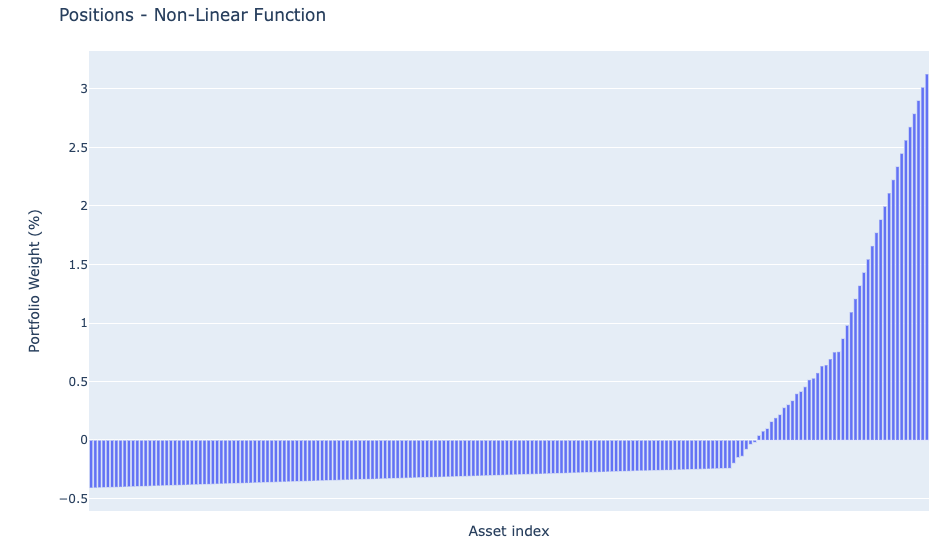 Positions - Non-Linear Function
Portfolio Weight (%)
3
2.5
2
1.5
1
0.5
0
−0.5
Asset index